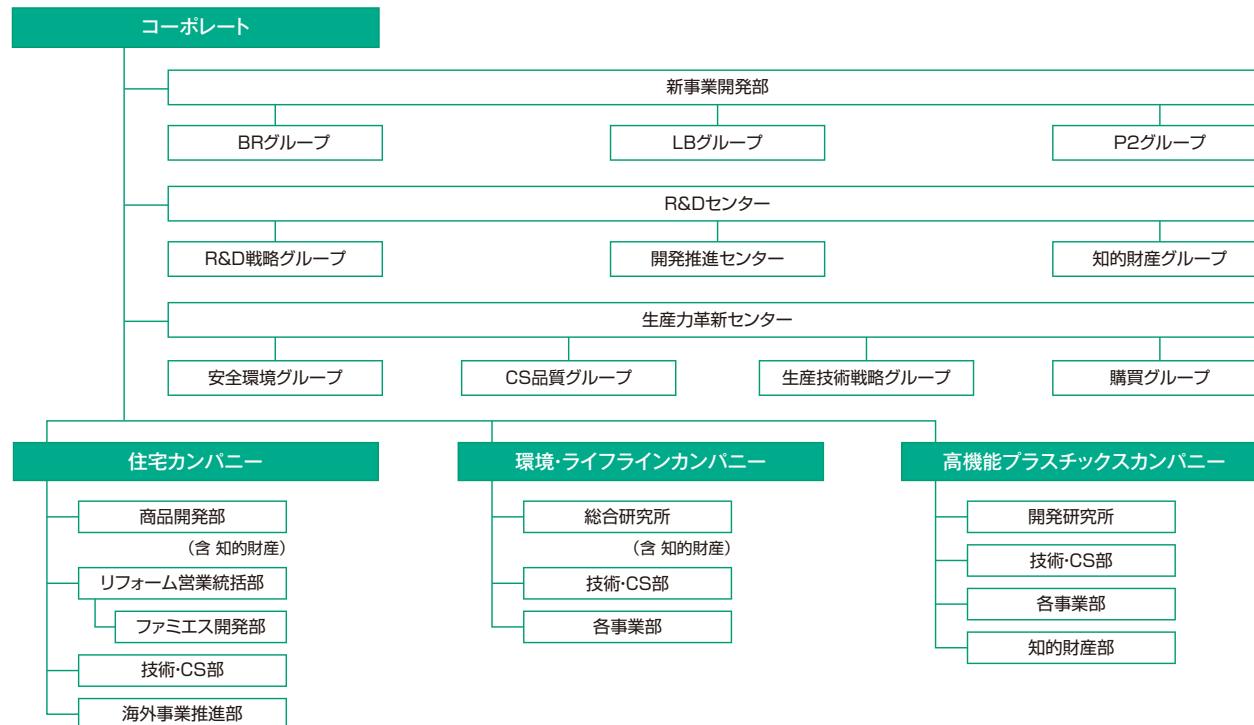 コーポレート
新事業開発部
BRグループ
LBグループ
P2グループ
R&Dセンター
R&D戦略グループ
開発推進センター
知的財産グループ
生産力革新センター
安全環境グループ
CS品質グループ
生産技術戦略グループ
購買グループ
住宅カンパニー
商品開発部
(含 知的財産)
リフォーム営業統括部
ファミエス開発部
技術・CS部
海外事業推進部
環境・ライフラインカンパニー
総合研究所
(含 知的財産)
技術・CS部
各事業部
高機能プラスチックスカンパニー
開発研究所
技術・CS部
各事業部
知的財産部